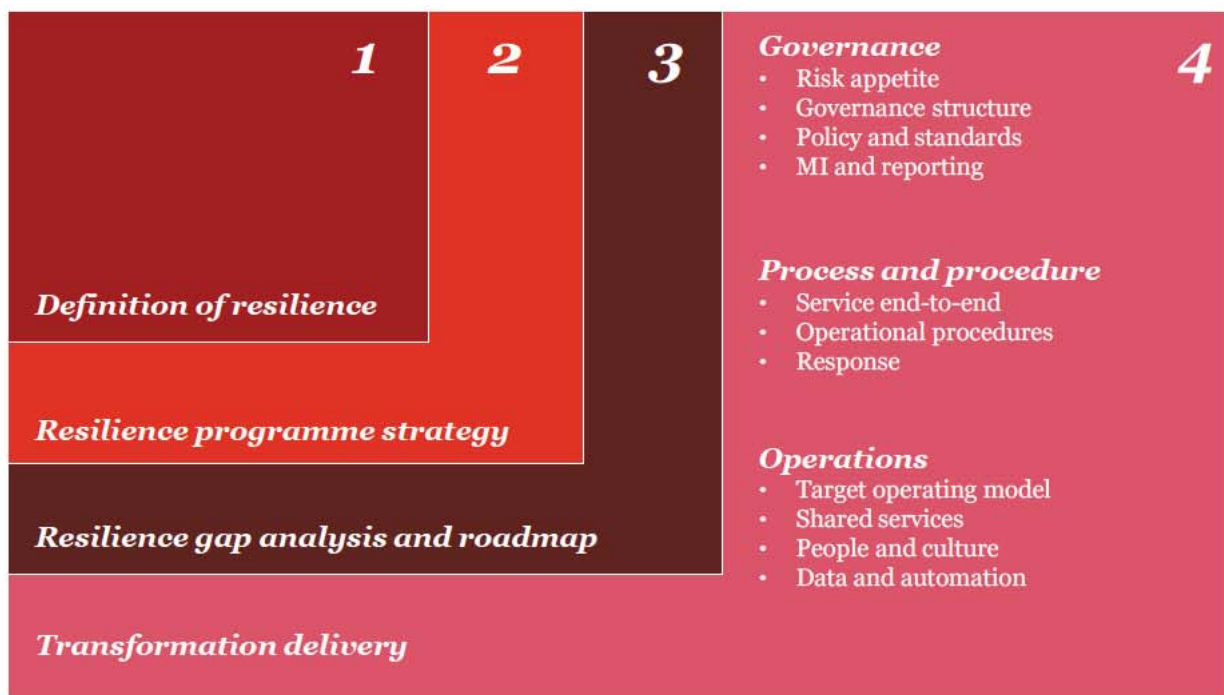 1
Definition of resilience
2
Resilience programme strategy
3
Resilience gap analysis and roadmap
4
Transformation delivery
Governance
• Risk appetite
• Governance structure
• Policy and standards
• MI and reporting
Process and procedure
• Service end-to-end
• Operational procedures
• Response
Operations
• Target operating model
• Shared services
• People and culture
• Data and automation